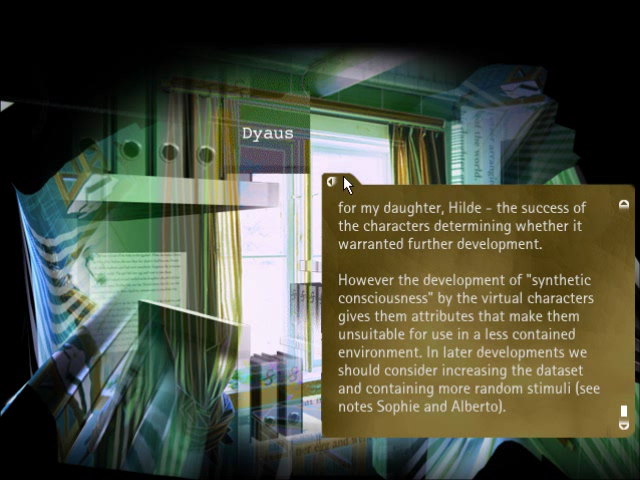 Dyaus
for my daughter, Hilde - the success of
the characters determining whether it
warranted further development.
However the development of "synthetic
consciousness" by the virtual characters
gives them attributes that make them
unsuitable for use in a less contained
environment. In later developments we
should consider increasing the dataset
and containing more random stimuli (see
notes Sophie and Alberto).